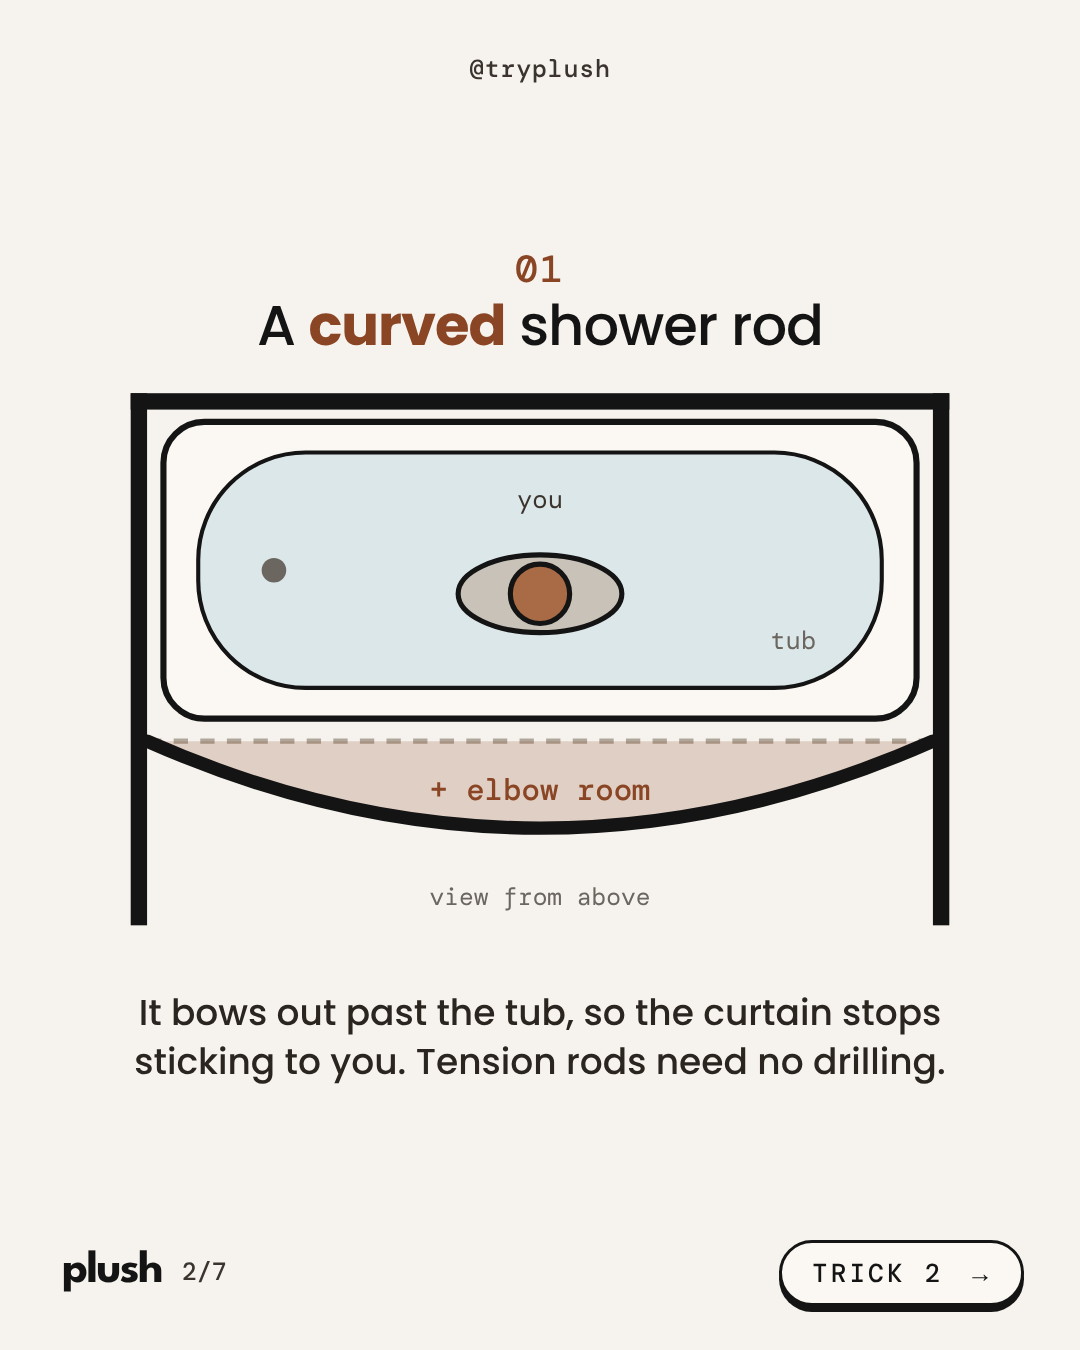 @tryplush
01
A curved shower rod
you
tub
+ elbow room
view from above
It bows out past the tub, so the curtain stops
sticking to you. Tension rods need no drilling.
plush 2/7
TRICK 2 →